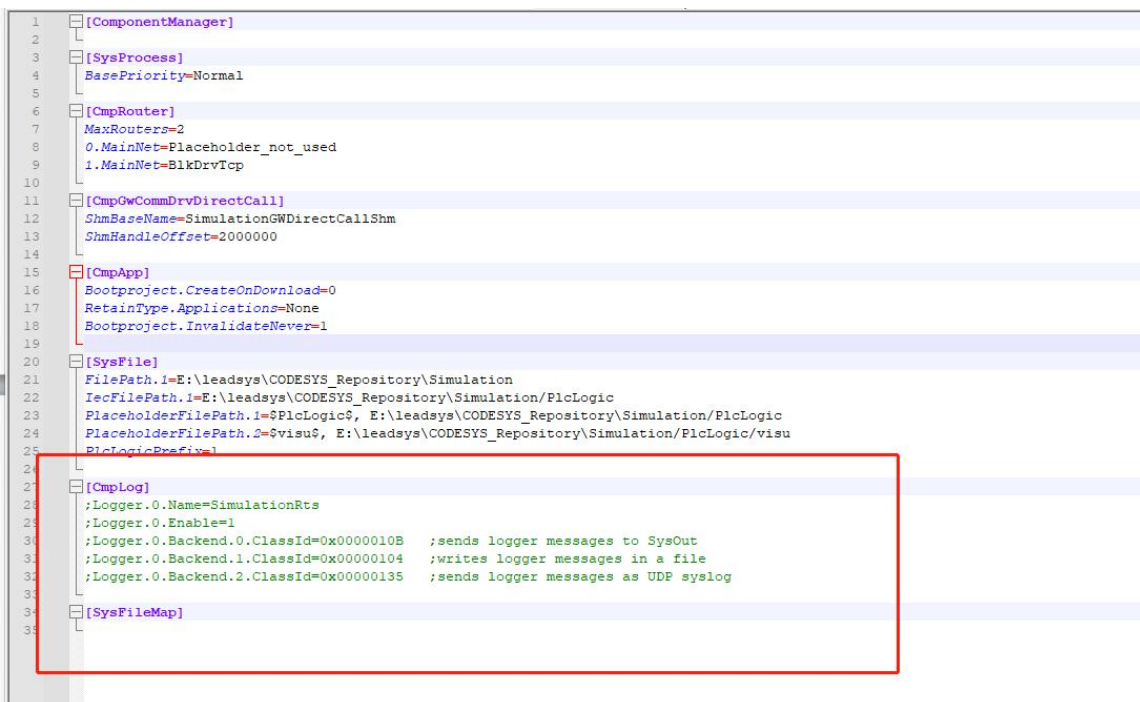 1 [ComponentManager]
2
3 [SysProcess]
4 BasePriority=Normal
5
6 [CmpRouter]
7 MaxRouters=2
8 0.MainNet=Placeholder_not_used
9 1.MainNet=BlkDrvTcp
10
11 [CmpGwCommDrvDirectCall]
12 ShmBaseName=SimulationGWDirectCallShm
13 ShmHandleOffset=2000000
14
15 [CmpApp]
16 Bootproject.CreateOnDownload=0
17 RetainType.Applications=None
18 Bootproject.InvalidateNever=1
19
20 [SysFile]
21 FilePath.1=E:\leadsys\CODESYS_Repository\Simulation
22 IecFilePath.1=E:\leadsys\CODESYS_Repository\Simulation/PlcLogic
23 PlaceholderFilePath.1=$PlcLogic$, E:\leadsys\CODESYS_Repository\Simulation/PlcLogic
24 PlaceholderFilePath.2=$visu$, E:\leadsys\CODESYS_Repository\Simulation/PlcLogic/visu
25 PlcLogicPrefix=1
26
27 [CmpLog]
28 ;Logger.0.Name=SimulationRts
29 ;Logger.0.Enable=1
30 ;Logger.0.Backend.0.ClassId=0x0000010B ;sends logger messages to SysOut
31 ;Logger.0.Backend.1.ClassId=0x00000104 ;writes logger messages in a file
32 ;Logger.0.Backend.2.ClassId=0x00000135 ;sends logger messages as UDP syslog
33
34 [SysFileMap]
35